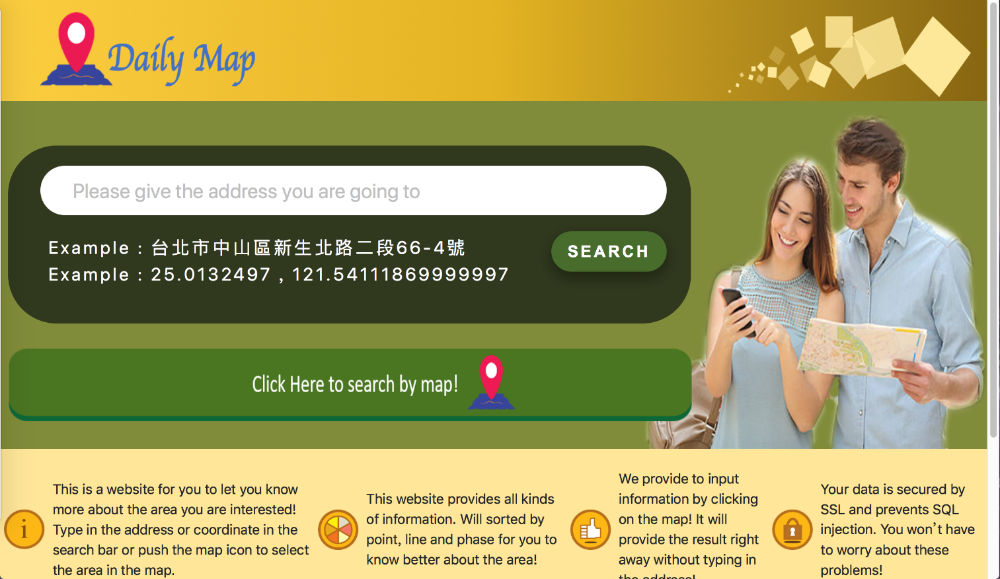 Daily Map
Please give the address you are going to
Example : 台北市中山區新生北路二段66-4號
Example : 25.0132497 , 121.54111869999997
SEARCH
Click Here to search by map!
This is a website for you to let you know
more about the area you are interested!
Type in the address or coordinate in the
search bar or push the map icon to select
the area in the map.
This website provides all kinds
of information. Will sorted by
point, line and phase for you to
know better about the area!
We provide to input
information by clicking
on the map! It will
provide the result right
away without typing in
the address!
Your data is secured by
SSL and prevents SQL
injection. You won't have
to worry about these
problems!